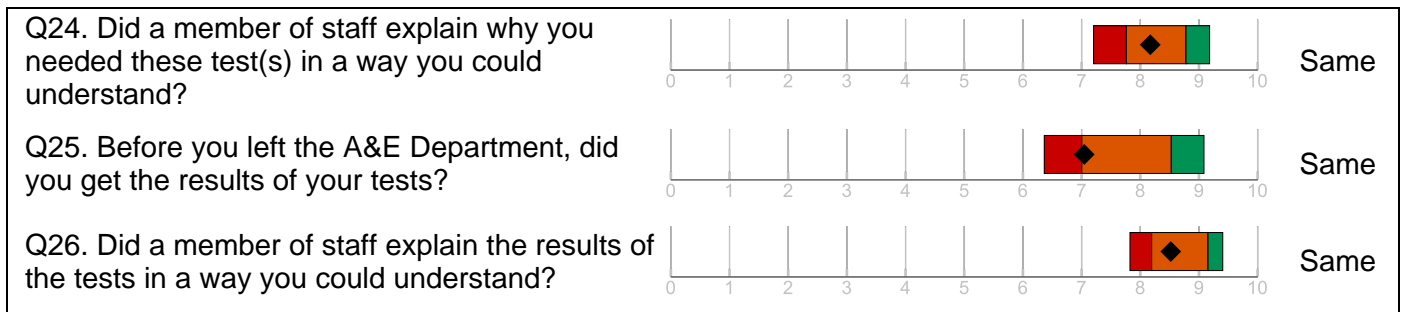 Q24. Did a member of staff explain why you
needed these test(s) in a way you could
understand?
0 1 2 3 4 5 6 7 8 9 10
Same
Q25. Before you left the A&E Department, did
you get the results of your tests?
0 1 2 3 4 5 6 7 8 9 10
Same
Q26. Did a member of staff explain the results of
the tests in a way you could understand?
0 1 2 3 4 5 6 7 8 9 10
Same